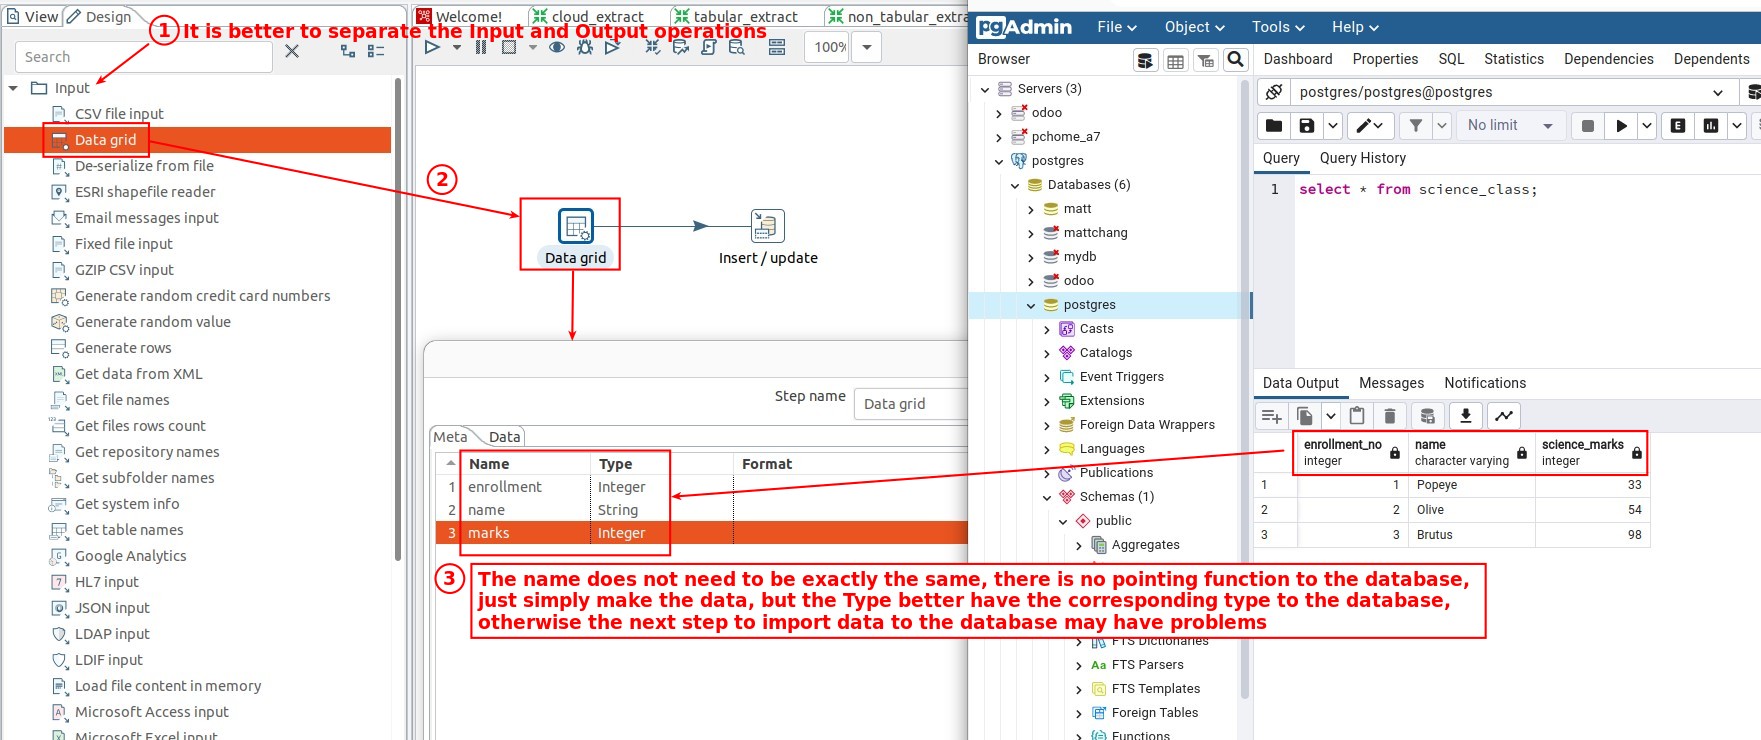 View
Design
Welcome!
cloud_extract
tabular_extract
non_tabular_extra
1 It is better to separate the Input and Output operations
Search
100%
Input
CSV file input
Data grid
De-serialize from file
ESRI shapefile reader
Email messages input
Fixed file input
GZIP CSV input
Generate random credit card numbers
Generate random value
Generate rows
Get data from XML
Get file names
Get files rows count
Get repository names
Get subfolder names
Get system info
Get table names
Google Analytics
HL7 input
JSON input
LDAP input
LDIF input
Load file content in memory
Microsoft Access input
Microsoft Excel input
2
Data grid
Insert / update
Step name
Data grid
Meta
Data
Name Type Format
1 enrollment Integer
2 name String
3 marks Integer
3 The name does not need to be exactly the same, there is no pointing function to the database,
just simply make the data, but the Type better have the corresponding type to the database,
otherwise the next step to import data to the database may have problems
pgAdmin File Object Tools Help
Browser
Servers (3)
odoo
pchome_a7
postgres
Databases (6)
matt
mattchang
mydb
odoo
postgres
Casts
Catalogs
Event Triggers
Extensions
Foreign Data Wrappers
Languages
Publications
Schemas (1)
public
Aggregates
FTS Dictionaries
Aa FTS Parsers
FTS Templates
Foreign Tables
Functions
Dashboard Properties SQL Statistics Dependencies Dependents
postgres/postgres@postgres
No limit
E
Query Query History
1 select * from science_class;
Data Output Messages Notifications
enrollment_no name science_marks
integer character varying integer
1 1 Popeye 33
2 2 Olive 54
3 3 Brutus 98